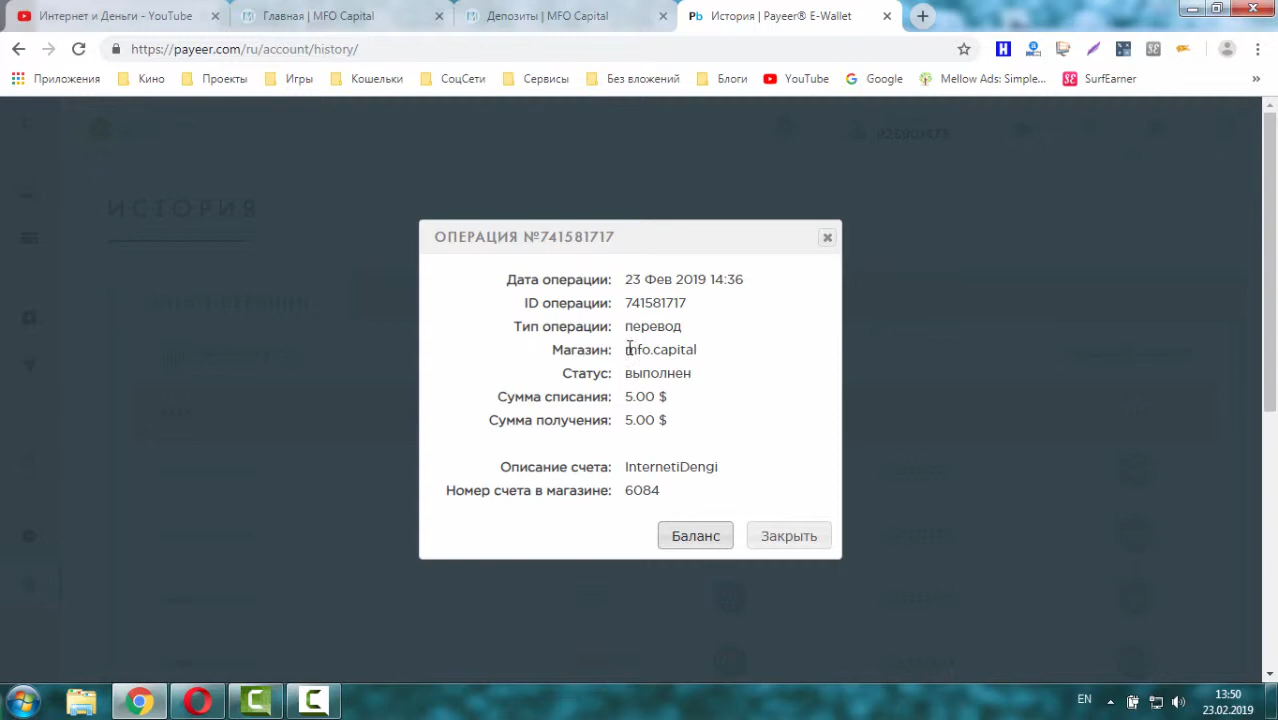 Интернет и Деньги - YouTube
Главная | MFO Capital
Депозиты | MFO Capital
История | Payeer® E-Wallet
https://payeer.com/ru/account/history/
Приложения Кино Проекты Игры Кошельки СоцСети Сервисы Без вложений Блоги YouTube Google Mellow Ads: Simple... SurfEarner
ИСТОРИЯ
ОПЕРАЦИЯ №741581717
Дата операции: 23 Фев 2019 14:36
ID операции: 741581717
Тип операции: перевод
Магазин: mfo.capital
Статус: выполнен
Сумма списания: 5.00 $
Сумма получения: 5.00 $
Описание счета: InternetiDengi
Номер счета в магазине: 6084
Баланс Закрыть
EN 13:50
23.02.2019